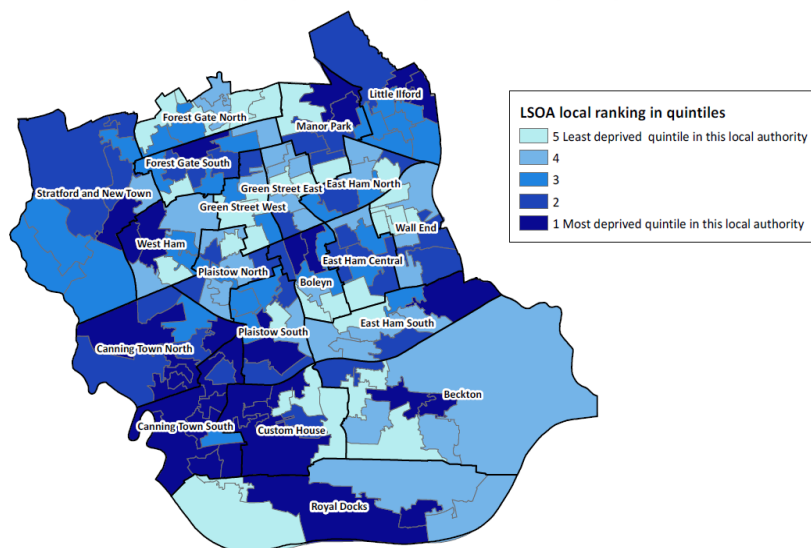 Little Ilford
Forest Gate North
Manor Park
Forest Gate South
Stratford and New Town
Green Street East
East Ham North
Green Street West
Wall End
West Ham
East Ham Central
Plaistow North
Boleyn
East Ham South
Plaistow South
Canning Town North
Beckton
Canning Town South
Custom House
Royal Docks
LSOA local ranking in quintiles
5 Least deprived quintile in this local authority
4
3
2
1 Most deprived quintile in this local authority